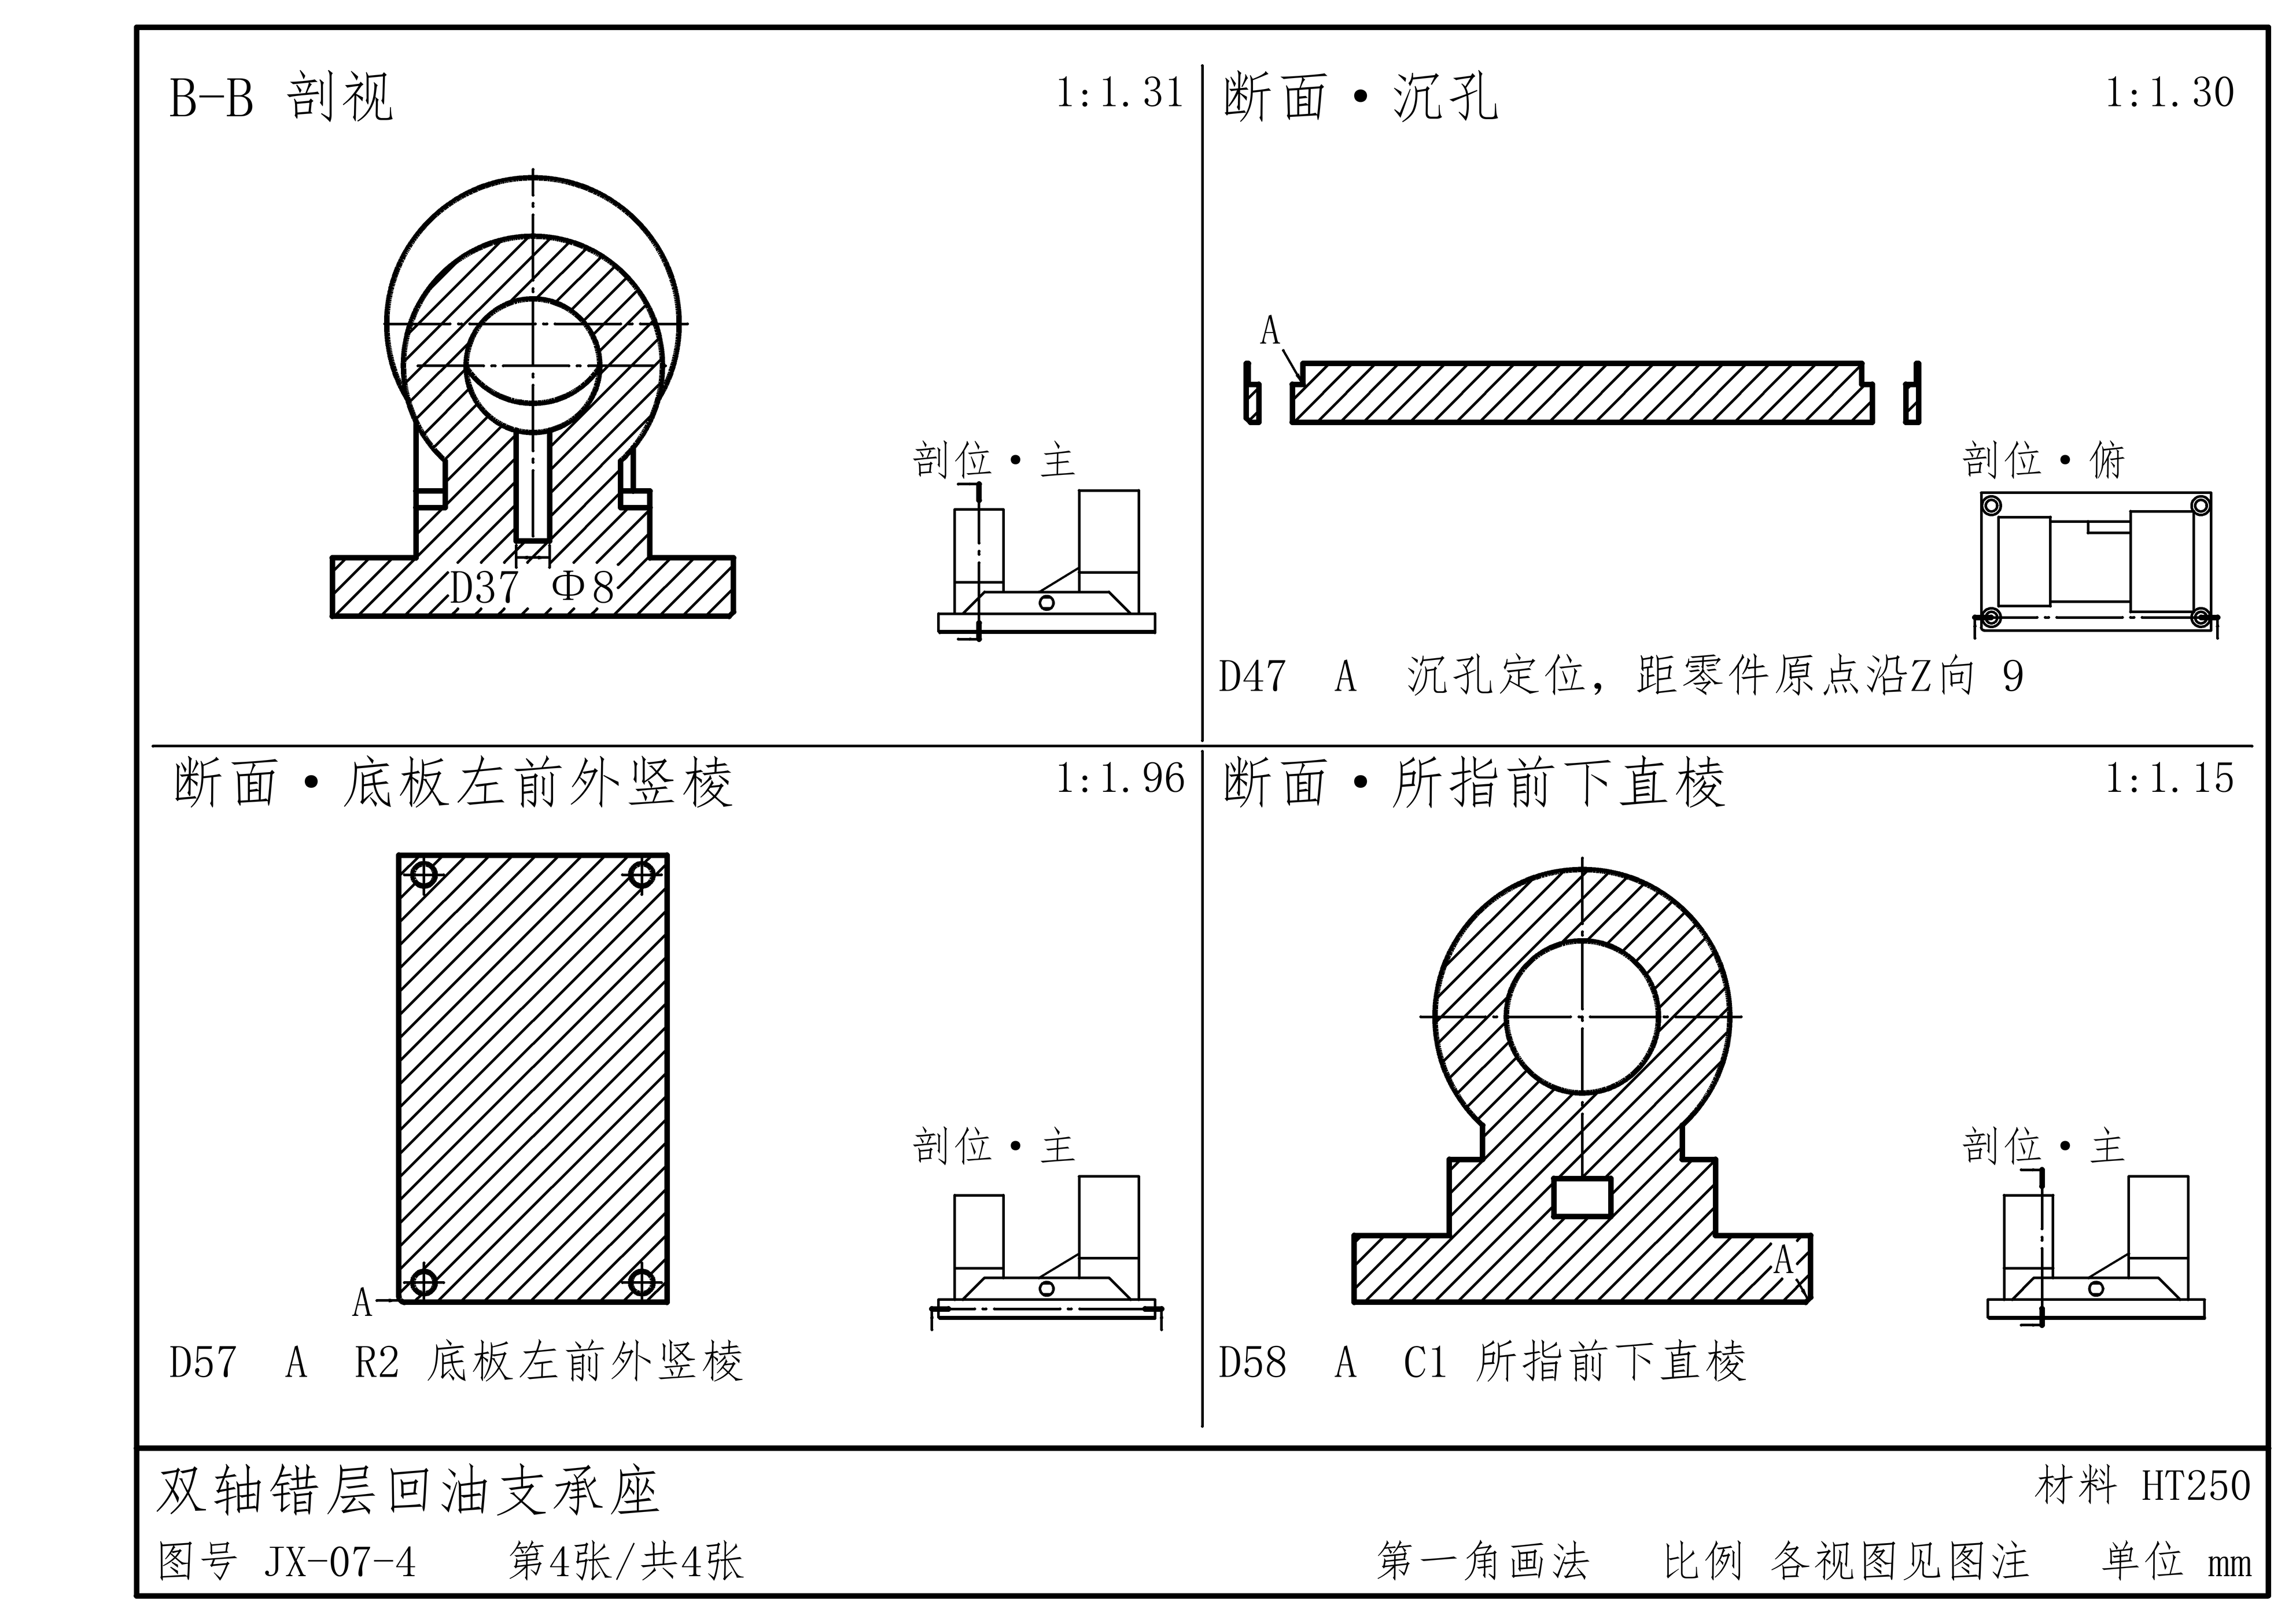 B-B 剖视 1:1.31
剖位·主
D37 Φ8
断面·沉孔 1:1.30
A
剖位·俯
D47 A 沉孔定位，距零件原点沿Z向 9
断面·底板左前外竖棱 1:1.96
剖位·主
A
D57 A R2 底板左前外竖棱
断面·所指前下直棱 1:1.15
剖位·主
A
D58 A C1 所指前下直棱
双轴错层回油支承座 材料 HT250
图号 JX-07-4 第4张/共4张 第一角画法 比例 各视图见图注 单位 mm